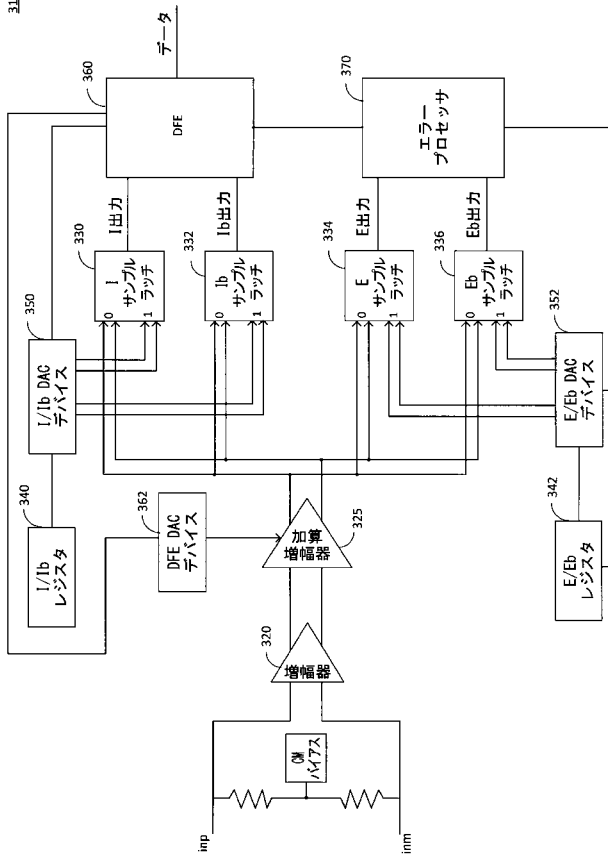 31
データ
360
DFE
370
エラー
プロセッサ
I出力
Ib出力
E出力
Eb出力
330
I
サンプル
ラッチ
0
1
332
Ib
サンプル
ラッチ
0
1
334
E
サンプル
ラッチ
0
1
336
Eb
サンプル
ラッチ
0
1
350
I/Ib DAC
デバイス
352
E/Eb DAC
デバイス
340
I/Ib
レジスタ
362
DFE DAC
デバイス
加算
増幅器
325
342
E/Eb
レジスタ
320
増幅器
CM
バイアス
inp
inm